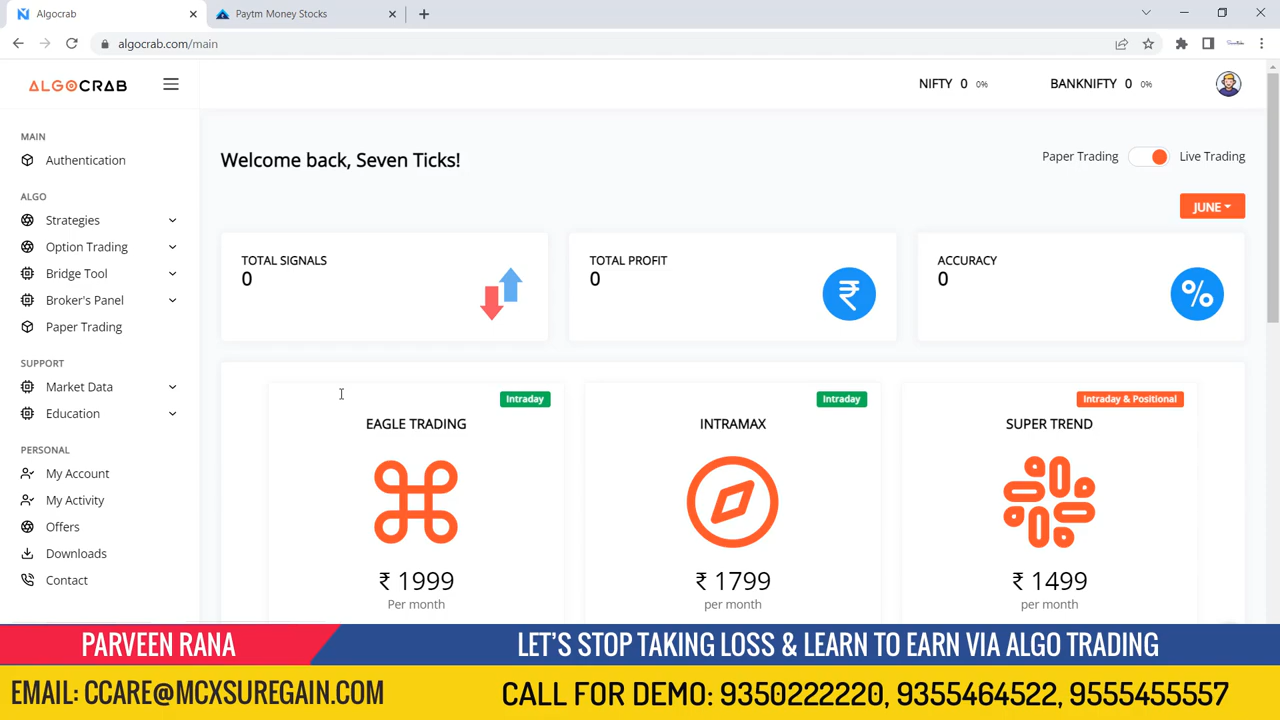 Algocrab
Paytm Money Stocks
algocrab.com/main
ALGOCRAB
NIFTY 0 0%
BANKNIFTY 0 0%
MAIN
Authentication
ALGO
Strategies
Option Trading
Bridge Tool
Broker's Panel
Paper Trading
SUPPORT
Market Data
Education
PERSONAL
My Account
My Activity
Offers
Downloads
Contact
Welcome back, Seven Ticks!
Paper Trading
Live Trading
JUNE
TOTAL SIGNALS
0
TOTAL PROFIT
0
₹
ACCURACY
0
%
Intraday
EAGLE TRADING
₹ 1999
Per month
Intraday
INTRAMAX
₹ 1799
per month
Intraday & Positional
SUPER TREND
₹ 1499
per month
PARVEEN RANA
LET'S STOP TAKING LOSS & LEARN TO EARN VIA ALGO TRADING
EMAIL: CCARE@MCXSUREGAIN.COM
CALL FOR DEMO: 9350222220, 9355464522, 9555455557